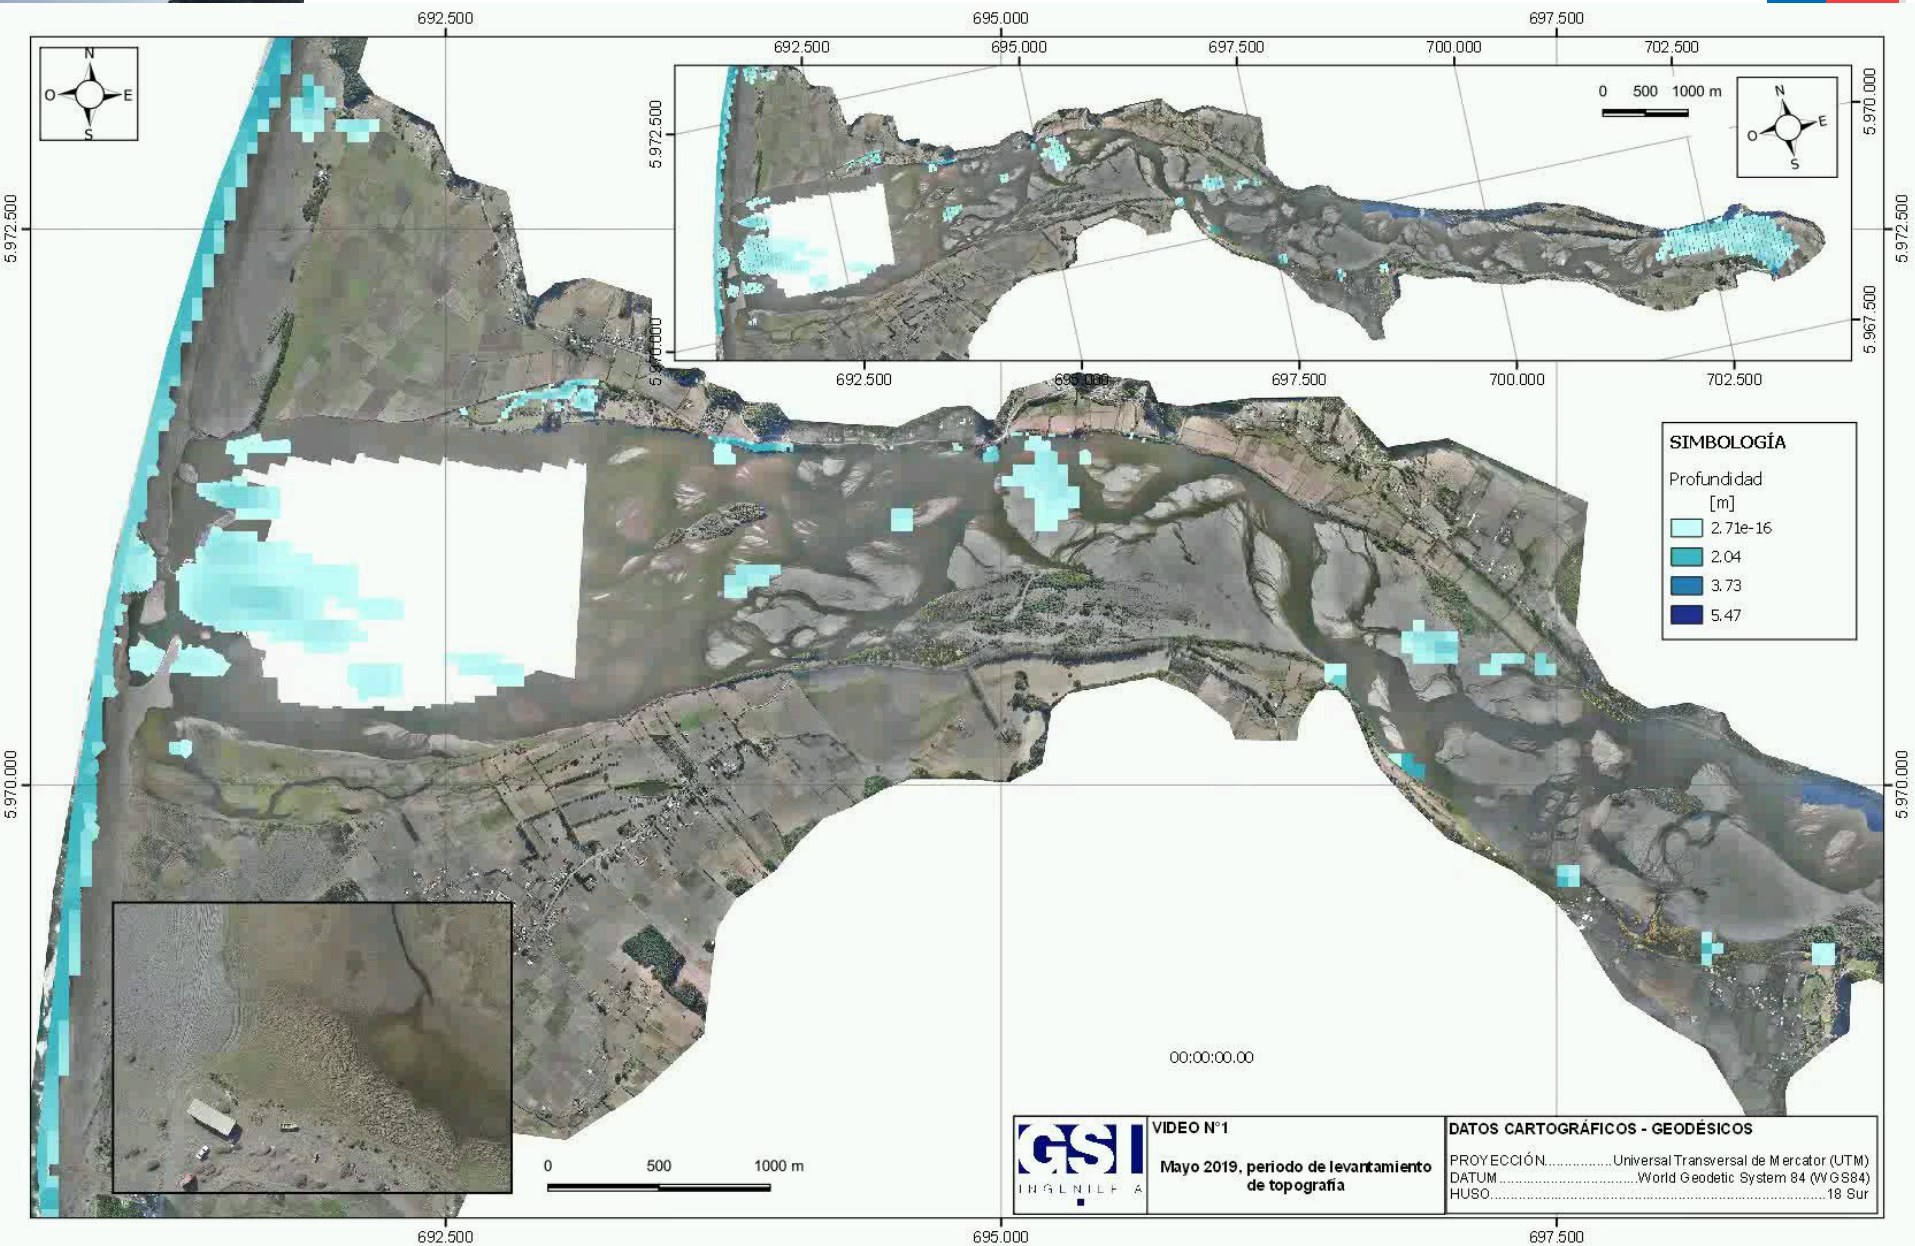 692.500
695.000
697.500
692.500
695.000
697.500
700.000
702.500
N
O
E
S
0 500 1000 m
N
O
E
S
5.972.500
5.970.000
5.970.000
5.972.500
5.967.500
692.500
695.000
697.500
700.000
702.500
5.972.500
5.970.000
5.970.000
SIMBOLOGÍA
Profundidad
[m]
2.71e-16
2.04
3.73
5.47
00:00:00.00
0 500 1000 m
GSI
INGENIERIA
VIDEO N°1
Mayo 2019, periodo de levantamiento
de topografía
DATOS CARTOGRÁFICOS - GEODÉSICOS
PROYECCIÓN................Universal Transversal de Mercator (UTM)
DATUM........................................World Geodetic System 84 (WGS84)
HUSO...................................................................................18 Sur
692.500
695.000
697.500